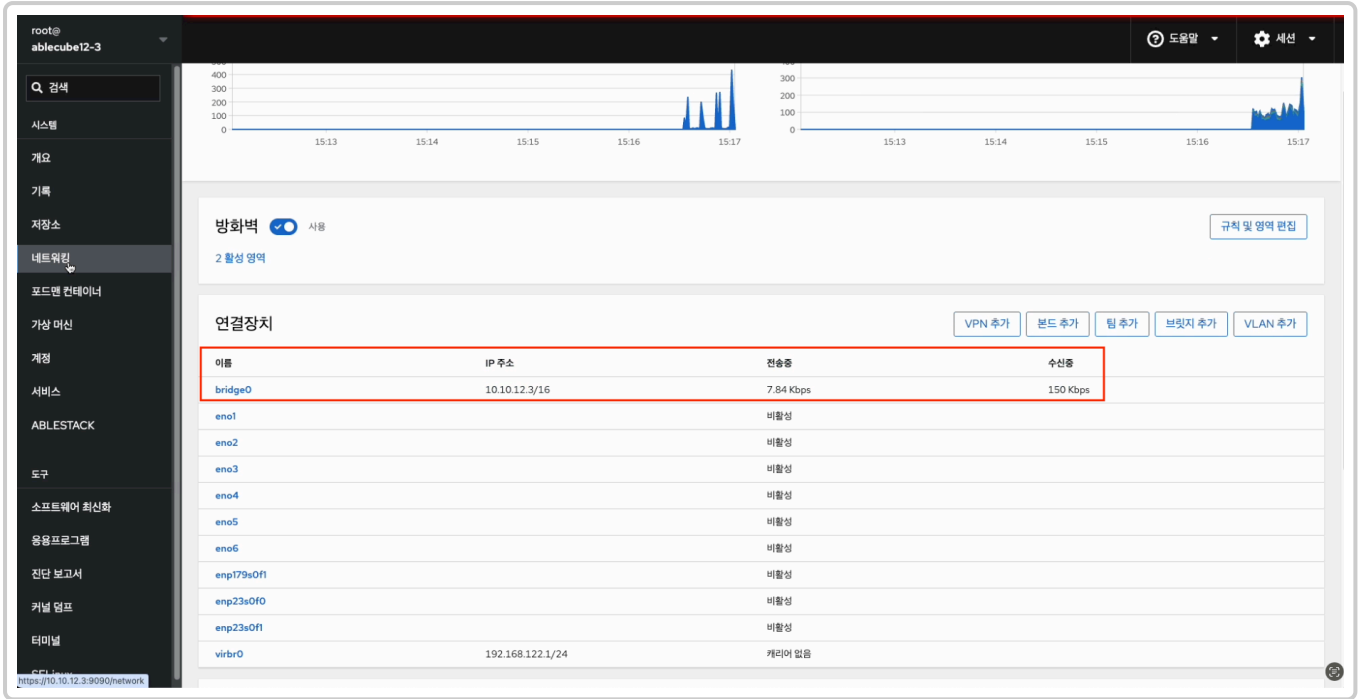 root@
ablecube12-3
도움말
세션
검색
시스템
개요
기록
저장소
네트워킹
포드맨 컨테이너
가상 머신
계정
서비스
ABLESTACK
도구
소프트웨어 최신화
응용프로그램
진단 보고서
커널 덤프
터미널
https://10.10.12.3:9090/network
400
300
200
100
0
15:13 15:14 15:15 15:16 15:17
300
200
100
0
15:13 15:14 15:15 15:16 15:17
방화벽 사용
규칙 및 영역 편집
2 활성 영역
연결장치
VPN 추가 본드 추가 팀 추가 브릿지 추가 VLAN 추가
이름 IP 주소 전송중 수신중
bridge0 10.10.12.3/16 7.84 Kbps 150 Kbps
eno1 비활성
eno2 비활성
eno3 비활성
eno4 비활성
eno5 비활성
eno6 비활성
enp179s0f1 비활성
enp23s0f0 비활성
enp23s0f1 비활성
virbr0 192.168.122.1/24 캐리어 없음